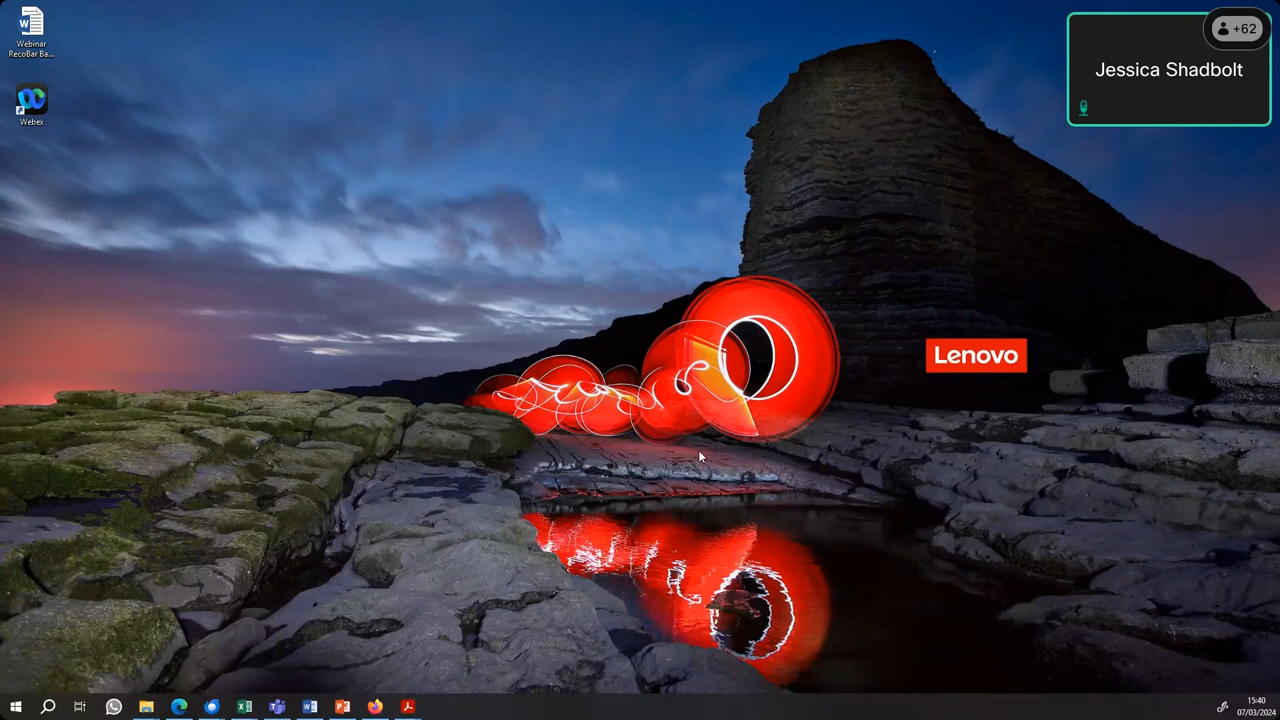 Webinar
RecoBar Ba...
Webex
+62
Jessica Shadbolt
Lenovo
15:40
07/03/2024